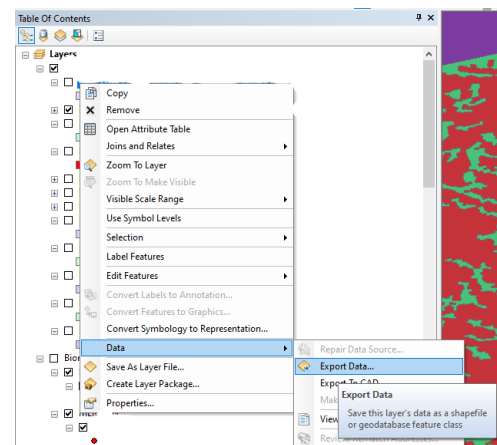 Table Of Contents
Layers
Copy
Remove
Open Attribute Table
Joins and Relates
Zoom To Layer
Zoom To Make Visible
Visible Scale Range
Use Symbol Levels
Selection
Label Features
Edit Features
Convert Labels to Annotation...
Convert Features to Graphics...
Convert Symbology to Representation...
Data
Repair Data Source...
Save As Layer File...
Export Data...
Create Layer Package...
Export To CAD
Properties...
Export Data
Save this layer's data as a shapefile
or geodatabase feature class
View